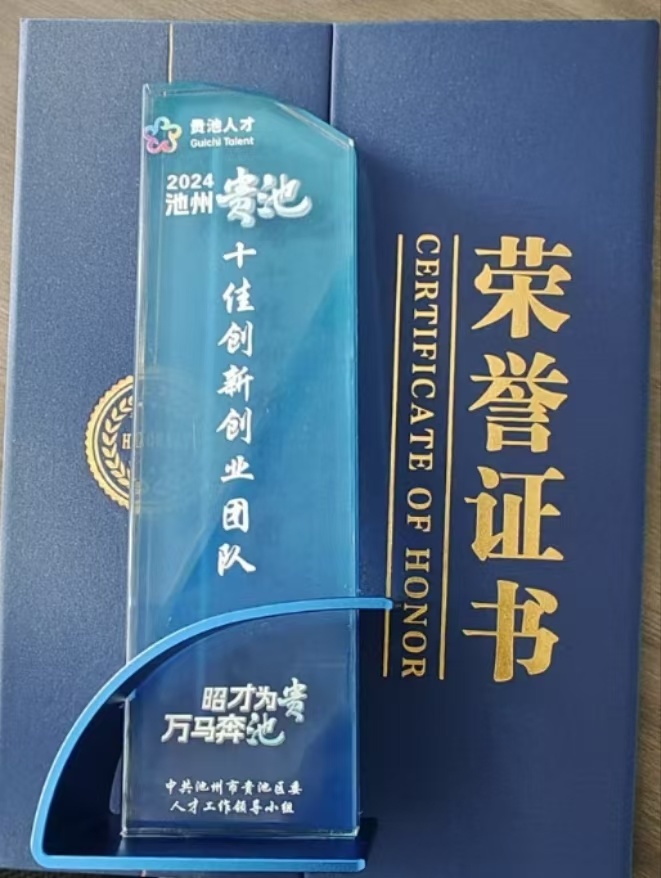 贵池人才
Guichi Talent
2024
池州 贵池
十佳创新创业团队
昭才为贵
万马奔池
中共池州市贵池区委
人才工作领导小组
荣誉证书
CERTIFICATE OF HONOR